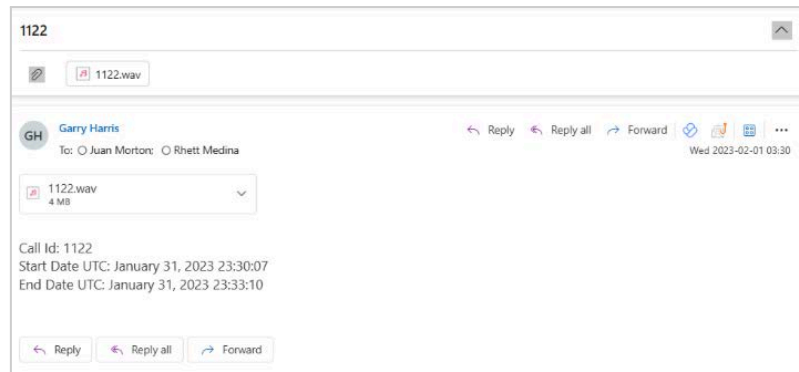 1122
1122.wav
GH Garry Harris Reply Reply all Forward ...
To: Juan Morton; Rhett Medina Wed 2023-02-01 03:30
1122.wav
4 MB
Call Id: 1122
Start Date UTC: January 31, 2023 23:30:07
End Date UTC: January 31, 2023 23:33:10
Reply Reply all Forward